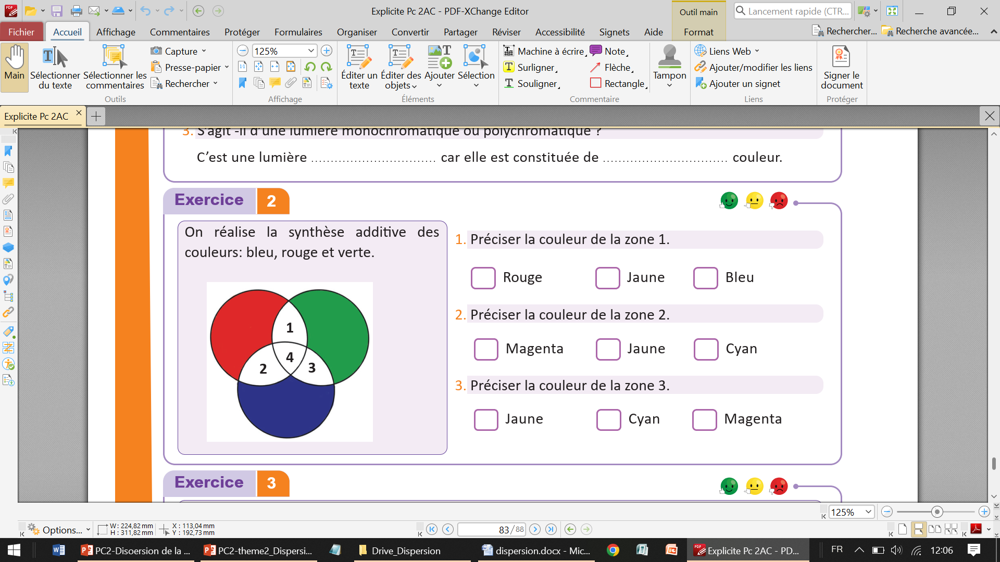 Explicite Pc 2AC - PDF-XChange Editor
Outil main
Lancement rapide (CTR...
Fichier
Accueil
Affichage
Commentaires
Protéger
Formulaires
Organiser
Convertir
Partager
Réviser
Accessibilité
Signets
Aide
Format
Rechercher...
Recherche avancée...
Main
Sélectionner du texte
Sélectionner les commentaires
Capture
Presse-papier
Rechercher
Outils
125%
Affichage
Éditer un texte
Éditer des objets
Ajouter
Sélection
Éléments
Machine à écrire
Surligner
Souligner
Note
Flèche
Rectangle
Commentaire
Tampon
Liens Web
Ajouter/modifier les liens
Ajouter un signet
Liens
Signer le document
Protéger
Explicite Pc 2AC
3. S'agit -il d'une lumière monochromatique ou polychromatique ?
C'est une lumière ................................ car elle est constituée de ................................ couleur.
Exercice 2
On réalise la synthèse additive des
couleurs: bleu, rouge et verte.
1
2
4
3
1. Préciser la couleur de la zone 1.
Rouge Jaune Bleu
2. Préciser la couleur de la zone 2.
Magenta Jaune Cyan
3. Préciser la couleur de la zone 3.
Jaune Cyan Magenta
Exercice 3
125%
Options...
W: 224,82 mm
H: 311,82 mm
X: 113,04 mm
Y: 192,73 mm
83 / 88
PC2-Disoersion de la ...
PC2-theme2_Dispersi...
Drive_Dispersion
dispersion.docx - Mic...
Explicite Pc 2AC - PD...
FR
12:06